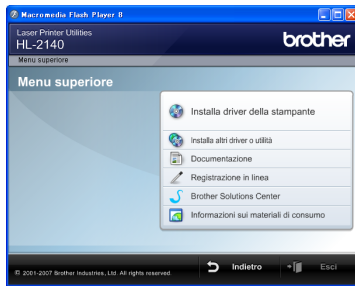 Macromedia Flash Player 8
Laser Printer Utilities
HL-2140
brother
Menu superiore
Menu superiore
Installa driver della stampante
Installa altri driver o utilità
Documentazione
Registrazione in linea
Brother Solutions Center
Informazioni sui materiali di consumo
© 2001-2007 Brother Industries, Ltd. All rights reserved
Indietro
Esci